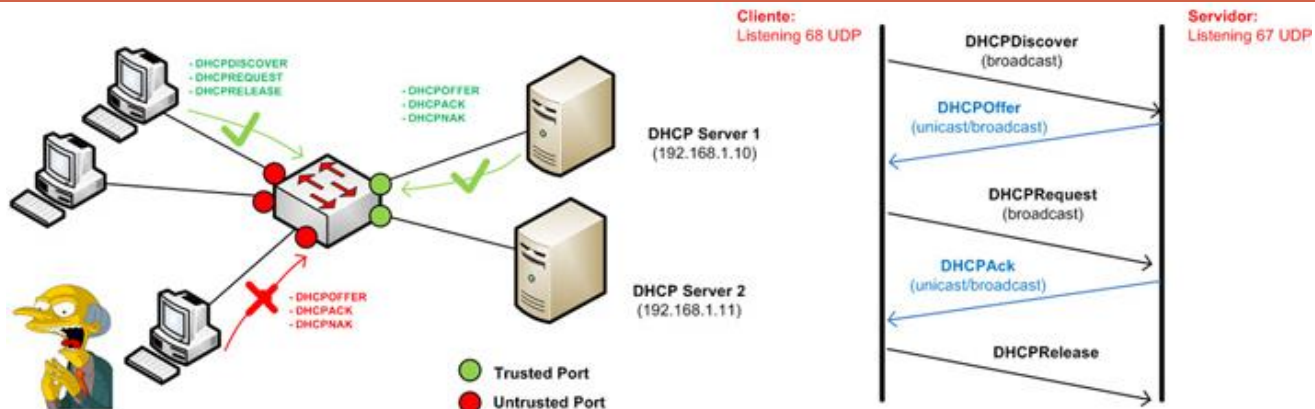 - DHCPDISCOVER
- DHCPREQUEST
- DHCPRELEASE
- DHCPOFFER
- DHCPACK
- DHCPNAK
DHCP Server 1
(192.168.1.10)
DHCP Server 2
(192.168.1.11)
- DHCPOFFER
- DHCPACK
- DHCPNAK
Trusted Port
Untrusted Port
Cliente:
Listening 68 UDP
Servidor:
Listening 67 UDP
DHCPDiscover
(broadcast)
DHCPOffer
(unicast/broadcast)
DHCPRequest
(broadcast)
DHCPAck
(unicast/broadcast)
DHCPRelease